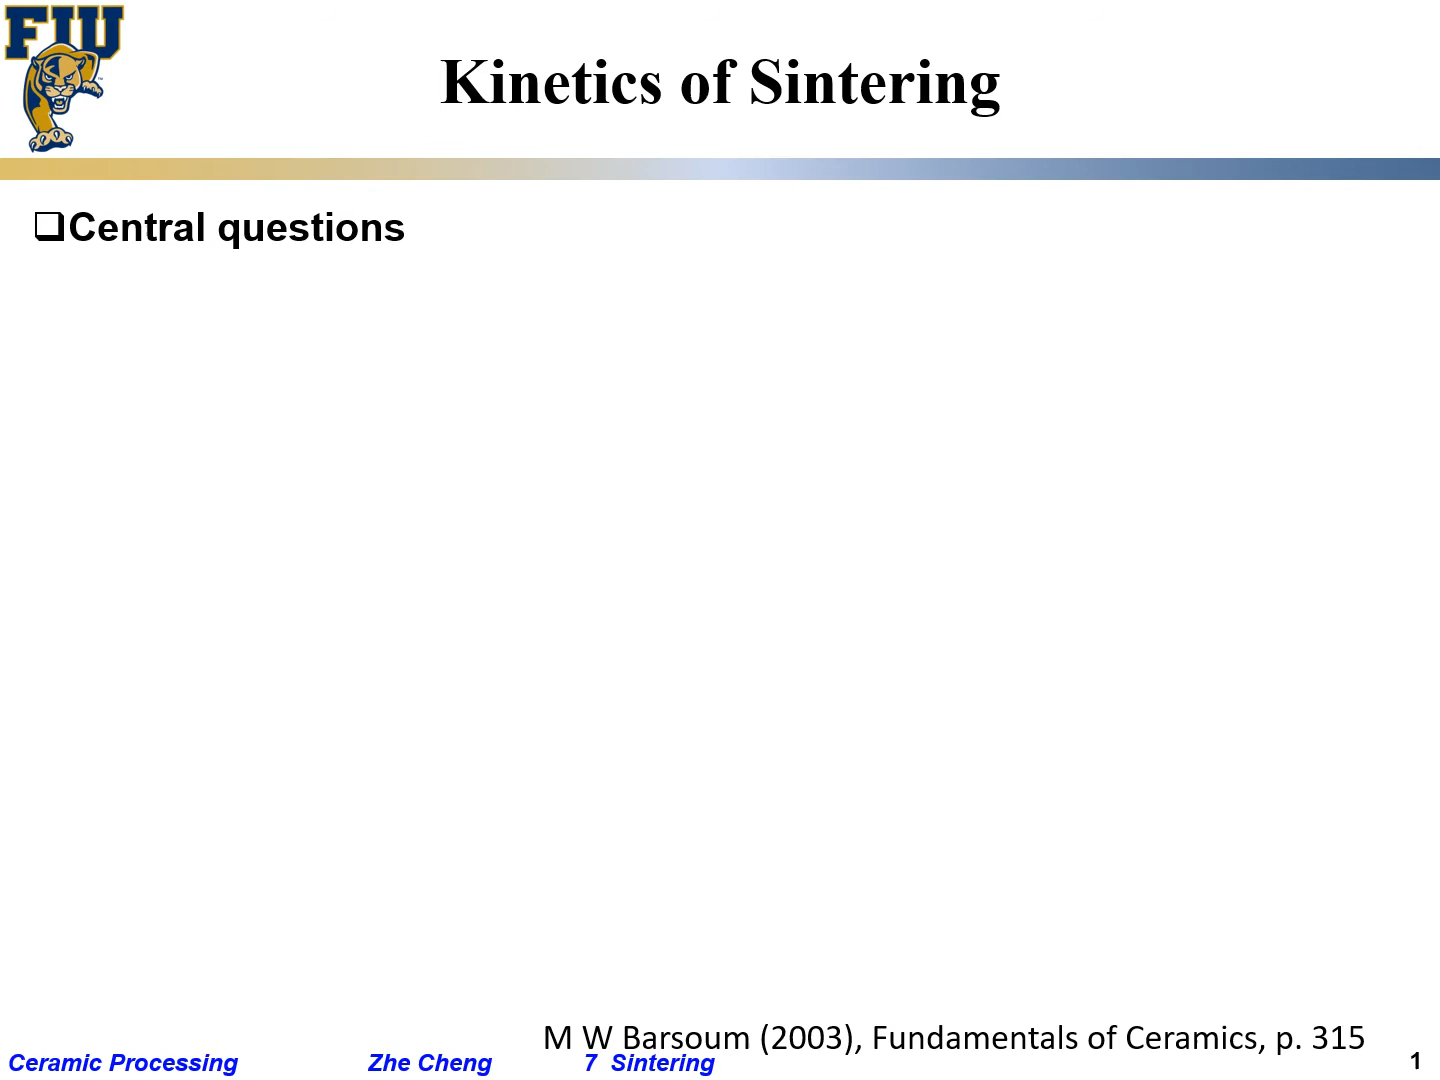 FIU
Kinetics of Sintering
❑Central questions
M W Barsoum (2003), Fundamentals of Ceramics, p. 315
Ceramic Processing Zhe Cheng 7 Sintering 1